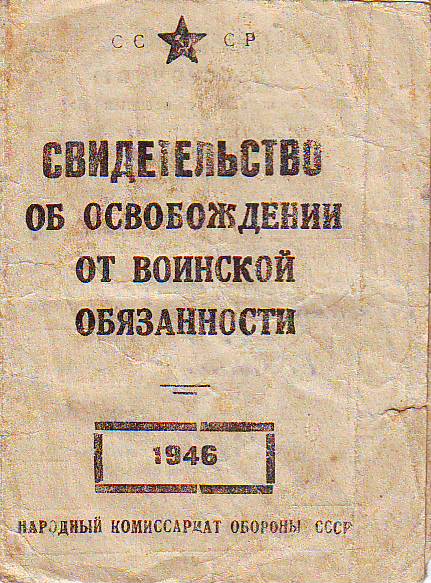 СС СР
СВИДЕТЕЛЬСТВО
ОБ ОСВОБОЖДЕНИИ
ОТ ВОИНСКОЙ
ОБЯЗАННОСТИ
1946
НАРОДНЫЙ КОМИССАРИАТ ОБОРОНЫ СССР